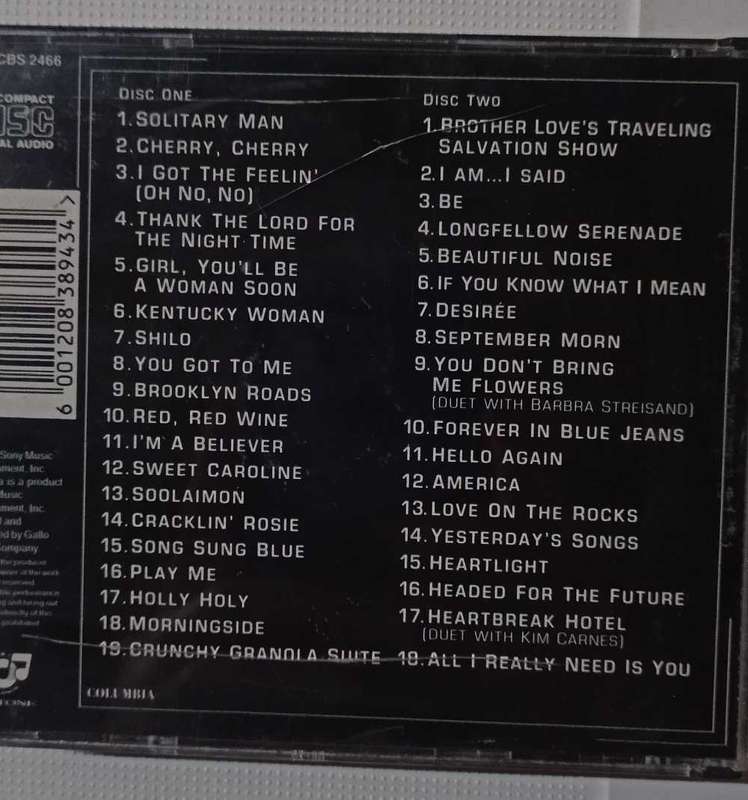 CBS 2466
COMPACT
DISC
AL AUDIO
6 001208 389434 >
DISC ONE
1. SOLITARY MAN
2. CHERRY, CHERRY
3. I GOT THE FEELIN'
(OH NO, NO)
4. THANK THE LORD FOR
THE NIGHT TIME
5. GIRL, YOU'LL BE
A WOMAN SOON
6. KENTUCKY WOMAN
7. SHILO
8. YOU GOT TO ME
9. BROOKLYN ROADS
10. RED, RED WINE
11. I'M A BELIEVER
12. SWEET CAROLINE
13. SOOLAIMON
14. CRACKLIN' ROSIE
15. SONG SUNG BLUE
16. PLAY ME
17. HOLLY HOLY
18. MORNINGSIDE
19. CRUNCHY GRANOLA SUITE
DISC TWO
1. BROTHER LOVE'S TRAVELING
SALVATION SHOW
2. I AM...I SAID
3. BE
4. LONGFELLOW SERENADE
5. BEAUTIFUL NOISE
6. IF YOU KNOW WHAT I MEAN
7. DESIRÉE
8. SEPTEMBER MORN
9. YOU DON'T BRING
ME FLOWERS
(DUET WITH BARBRA STREISAND)
10. FOREVER IN BLUE JEANS
11. HELLO AGAIN
12. AMERICA
13. LOVE ON THE ROCKS
14. YESTERDAY'S SONGS
15. HEARTLIGHT
16. HEADED FOR THE FUTURE
17. HEARTBREAK HOTEL
(DUET WITH KIM CARNES)
18. ALL I REALLY NEED IS YOU
Sony Music
ment, Inc.
a is a product
Music
ment, Inc.
and
ed by Gallo
ompany
COLUMBIA